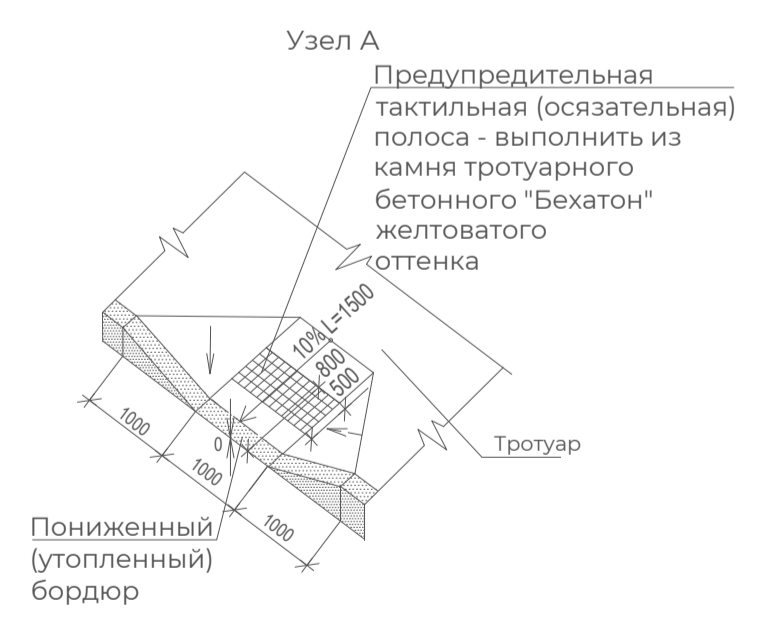 Узел А
Предупредительная
тактильная (осязательная)
полоса - выполнить из
камня тротуарного
бетонного "Бехатон"
желтоватого
оттенка
10% L=1500
800
500
1000
0
1000
1000
Тротуар
Пониженный
(утопленный)
бордюр